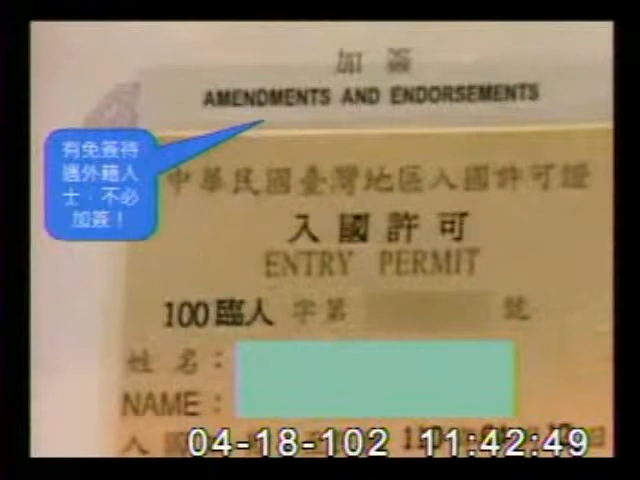 加 簽
AMENDMENTS AND ENDORSEMENTS
有免簽待
遇外籍人
士，不必
加簽！
中華民國臺灣地區入國許可證
入國許可
ENTRY PERMIT
100臨人 字第 號
姓 名：
NAME：
入 國
04-18-102 11:42:49